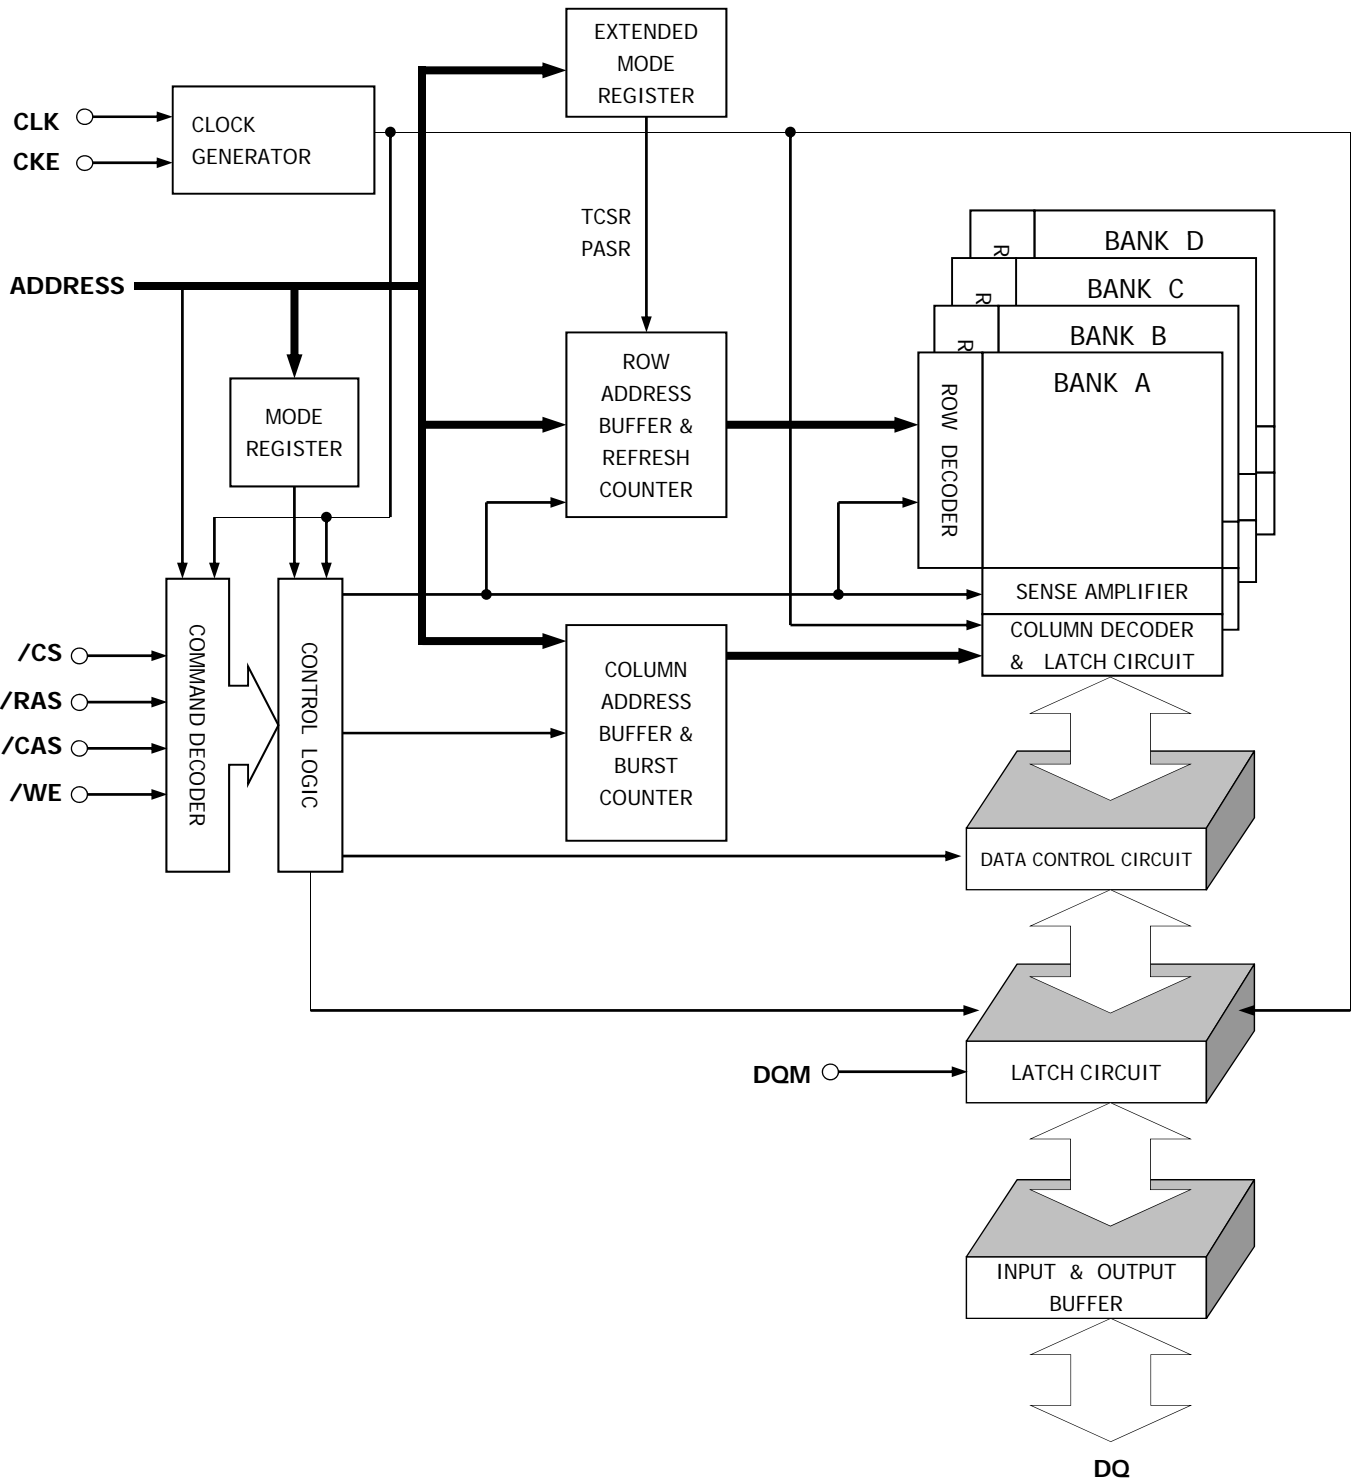 EXTENDED
MODE
REGISTER
CLK
CKE
CLOCK
GENERATOR
TCSR
PASR
ADDRESS
MODE
REGISTER
ROW
ADDRESS
BUFFER &
REFRESH
COUNTER
R
BANK D
R
BANK C
R
BANK B
ROW DECODER
BANK A
SENSE AMPLIFIER
COLUMN DECODER
& LATCH CIRCUIT
/CS
/RAS
/CAS
/WE
COMMAND DECODER
CONTROL LOGIC
COLUMN
ADDRESS
BUFFER &
BURST
COUNTER
DATA CONTROL CIRCUIT
DQM
LATCH CIRCUIT
INPUT & OUTPUT
BUFFER
DQ